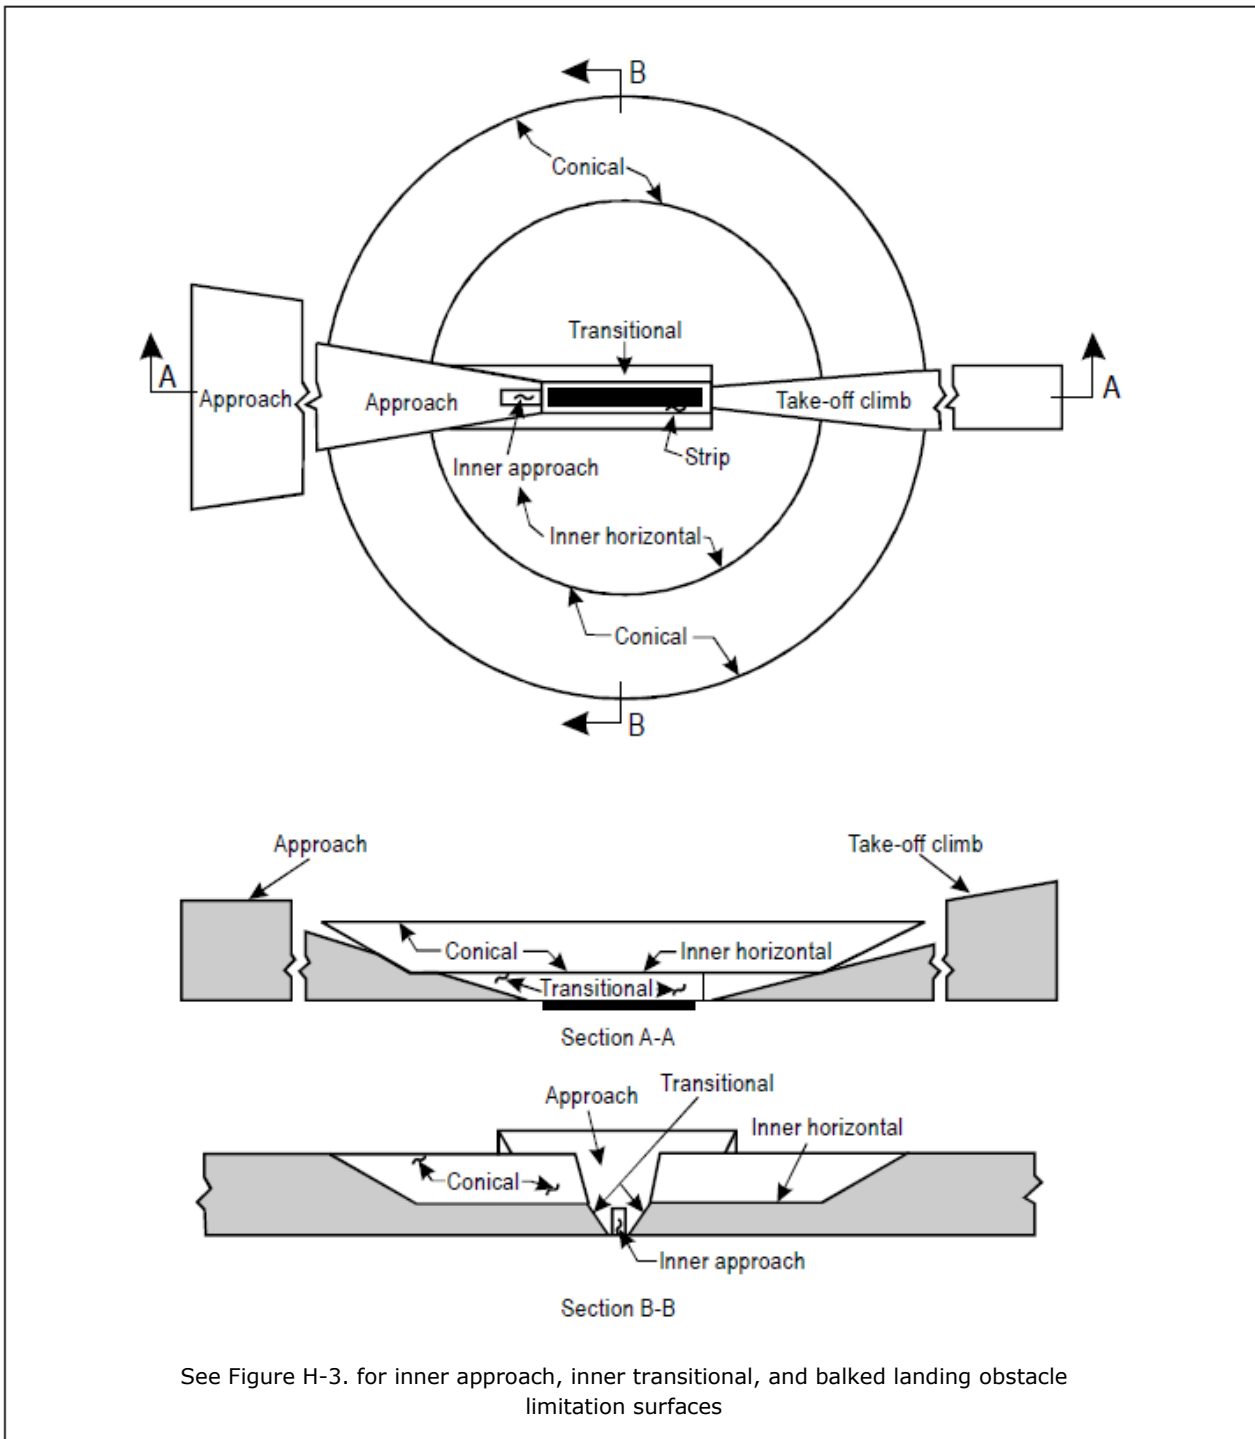 B
Conical
Transitional
A
Approach
Approach
Take-off climb
A
Inner approach
Strip
Inner horizontal
Conical
B
Approach
Take-off climb
Conical
Inner horizontal
Transitional
Section A-A
Transitional
Approach
Inner horizontal
Conical
Inner approach
Section B-B
See Figure H-3. for inner approach, inner transitional, and balked landing obstacle
limitation surfaces